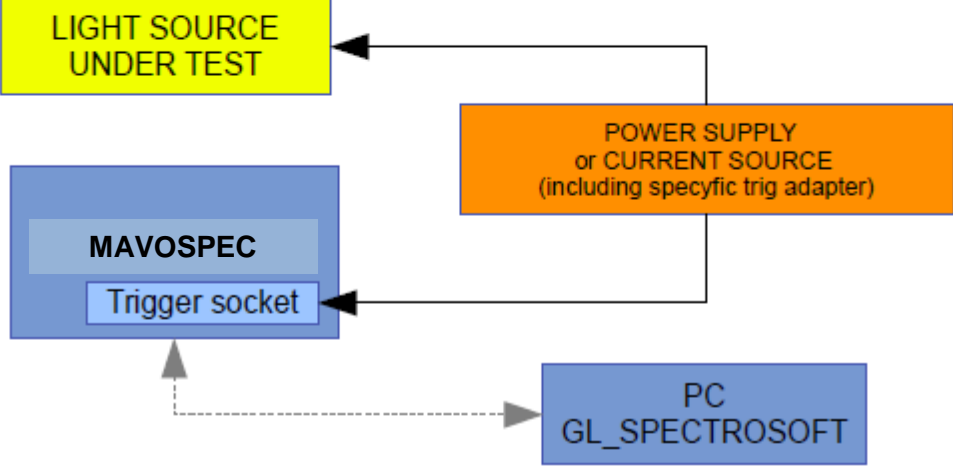 LIGHT SOURCE
UNDER TEST
POWER SUPPLY
or CURRENT SOURCE
(including specyfic trig adapter)
MAVOSPEC
Trigger socket
PC
GL_SPECTROSOFT